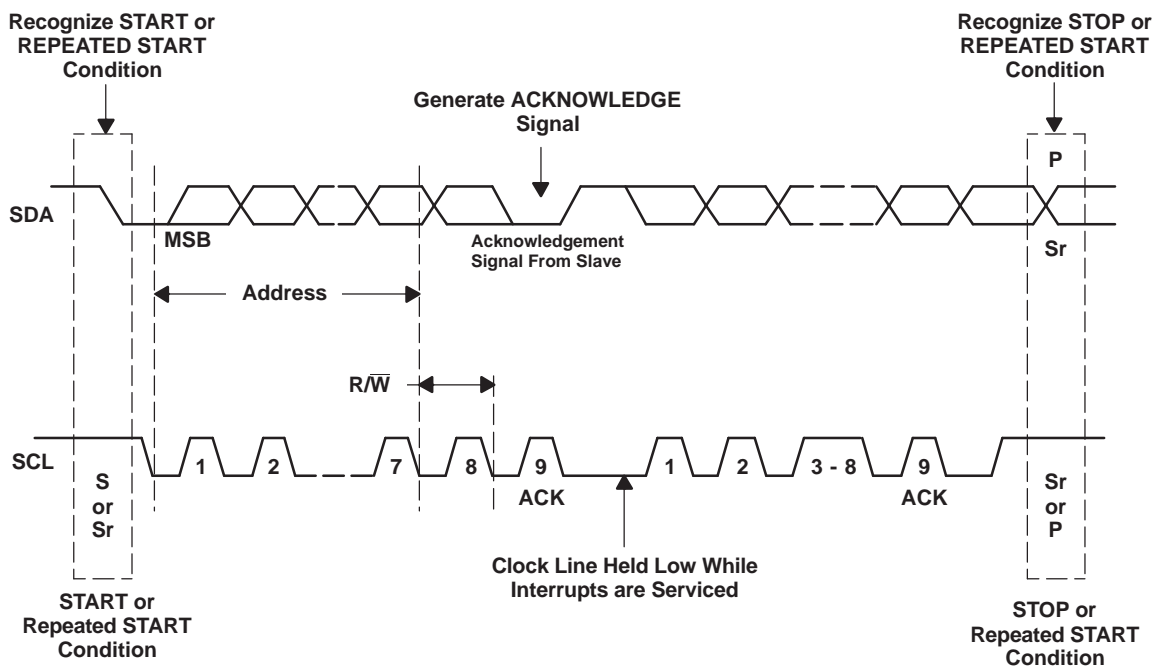 Recognize START or
REPEATED START
Condition
Recognize STOP or
REPEATED START
Condition
Generate ACKNOWLEDGE
Signal
P
SDA
MSB
Acknowledgement
Signal From Slave
Sr
Address
R/W̅
SCL
1
2
7
8
9
1
2
3 - 8
9
S
or
Sr
ACK
ACK
Sr
or
P
Clock Line Held Low While
Interrupts are Serviced
START or
Repeated START
Condition
STOP or
Repeated START
Condition